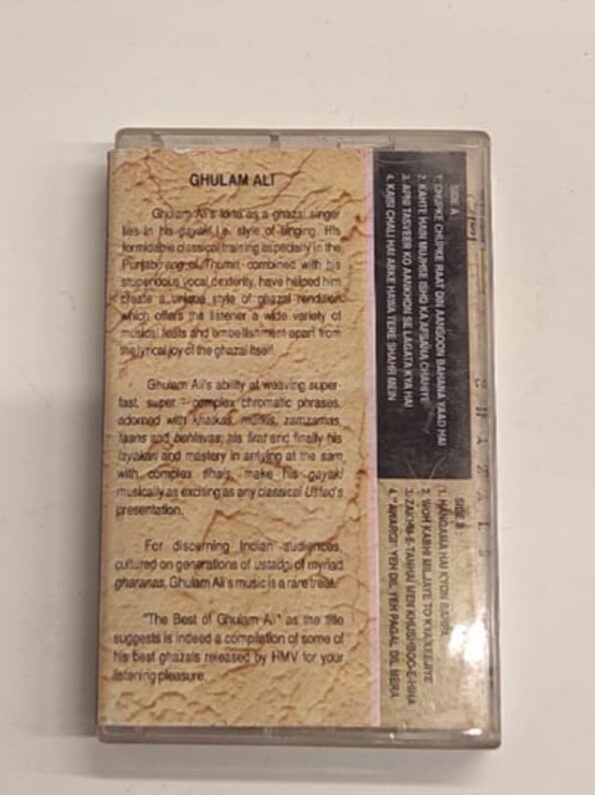 GHULAM ALI
Ghulam Ali's forte as a ghazal singer
lies in his gayaki i.e. style of singing. His
formidable classical training especially in the
Punjabi ang of Thumri, combined with his
stupendous vocal dexterity, have helped him
create a unique style of ghazal rendition
which offers the listener a wide variety of
musical feats and embellishment apart from
the lyrical joy of the ghazal itself.
Ghulam Ali's ability of weaving super-
fast, super - complex chromatic phrases,
adorned with khatkas, murkis, zamzamas,
taans and behlavas, his firat and finally his
layakari and mastery in arriving at the sam,
with complex tihais, make his gayaki
musically as exciting as any classical Ustad's
presentation.
For discerning Indian audiences,
cultured on generations of ustadgi of myriad
gharanas, Ghulam Ali's music is a rare treat.
"The Best of Ghulam Ali" as the title
suggests is indeed a compilation of some of
his best ghazals released by HMV for your
listening pleasure.
SIDE A :
1. CHUPKE CHUPKE RAAT DIN AANSOON BAHANA YAAD HAI
2. KAHTE HAIN MUJHSE ISHQ KA AFSANA CHAHIYE
3. APNI TASVEER KO AANKHON SE LAGATA KYA HAI
4. KAISI CHALI HAI ABKE HAWA TERE SHAHR MEIN
SIDE B :
1. HANGAMA HAI KYON BARPA
2. WOH KABHI MIL JAYE TO KYA KEEJIYE
3. ZAKHM-E-TANHAI MEN KHUSHBOO-E-HINA
4. * AWARGI: YEH DIL YEH PAGAL DIL MERA
GHAZALS